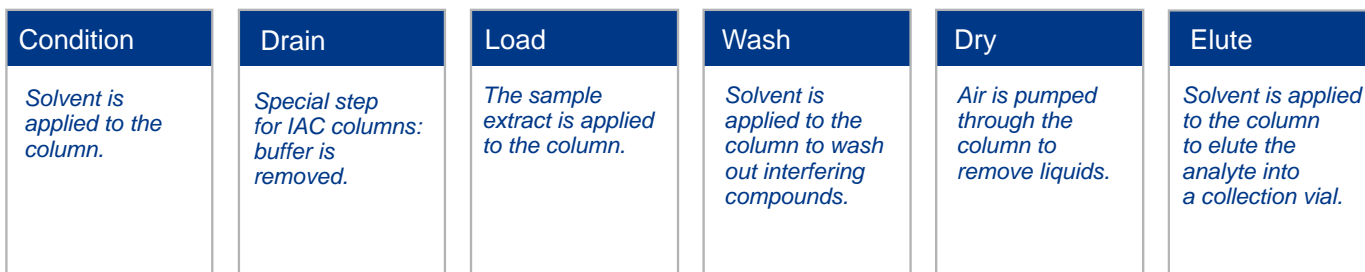 Condition
Solvent is
applied to the
column.
Drain
Special step
for IAC columns:
buffer is
removed.
Load
The sample
extract is applied
to the column.
Wash
Solvent is
applied to the
column to wash
out interfering
compounds.
Dry
Air is pumped
through the
column to
remove liquids.
Elute
Solvent is applied
to the column
to elute the
analyte into
a collection vial.